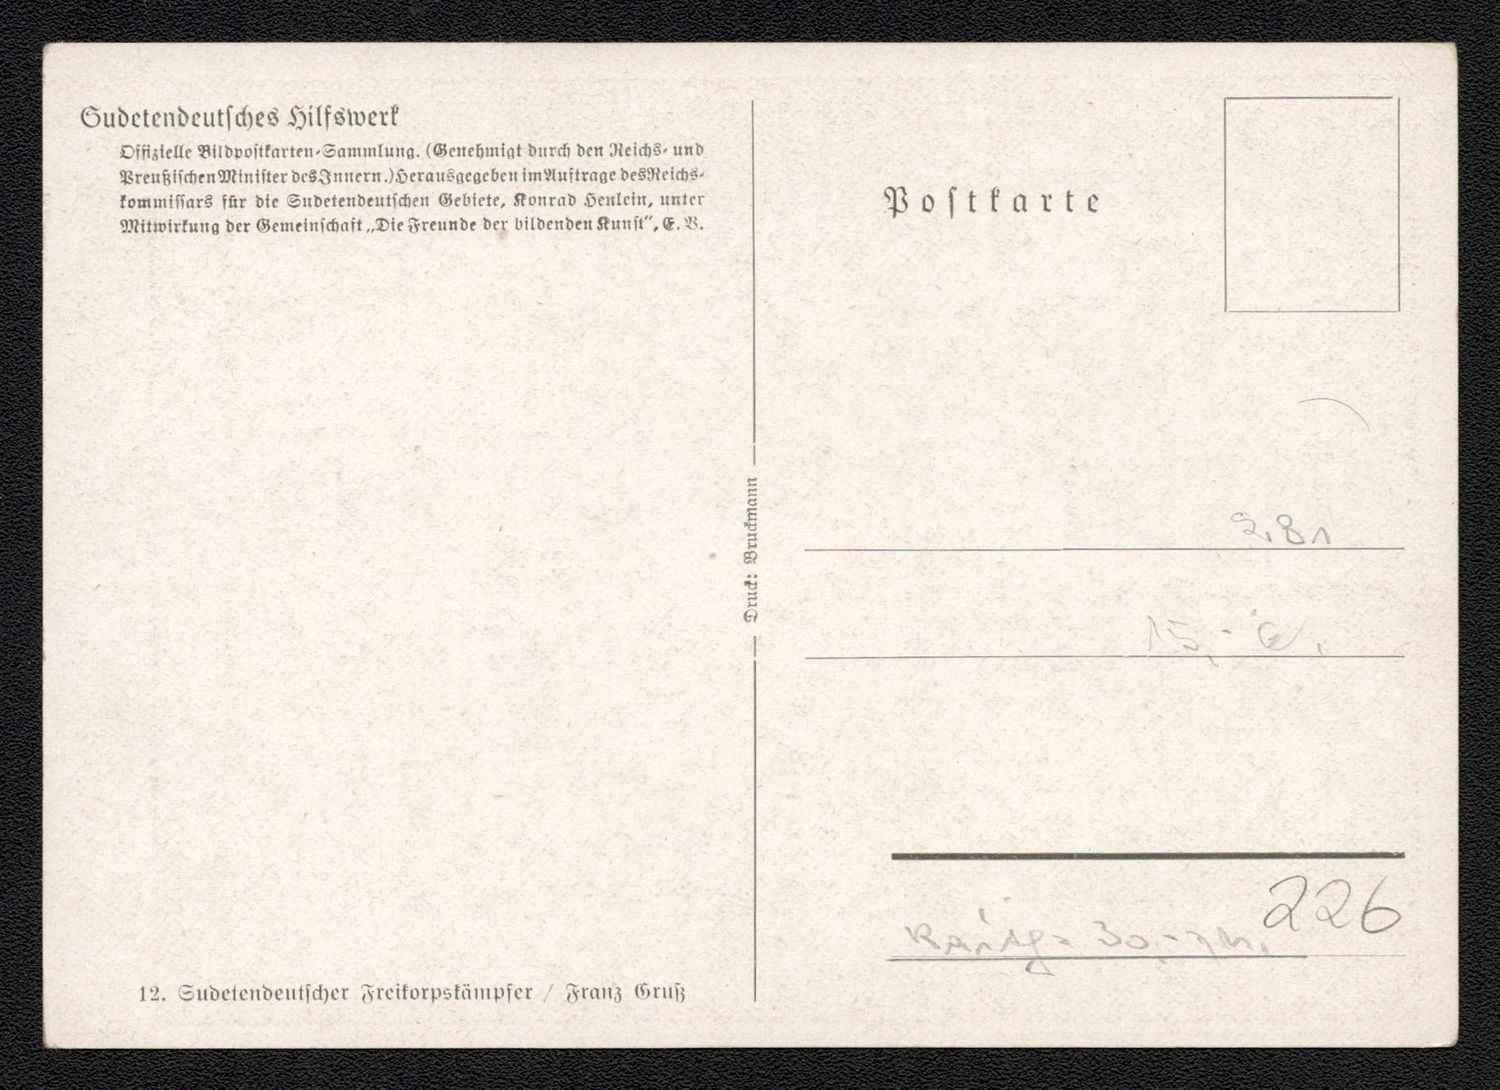 Sudetendeutsches Hilfswerk
Offizielle Bildpostkarten-Sammlung. (Genehmigt durch den Reichs- und
Preußischen Minister des Innern.) Herausgegeben im Auftrage des Reichs-
kommissars für die Sudetendeutschen Gebiete, Konrad Henlein, unter
Mitwirkung der Gemeinschaft „Die Freunde der bildenden Kunst“, E. V.
12. Sudetendeutscher Freikorpskämpfer / Franz Gruß
Druck: Bruckmann
Postkarte
15,- €
226